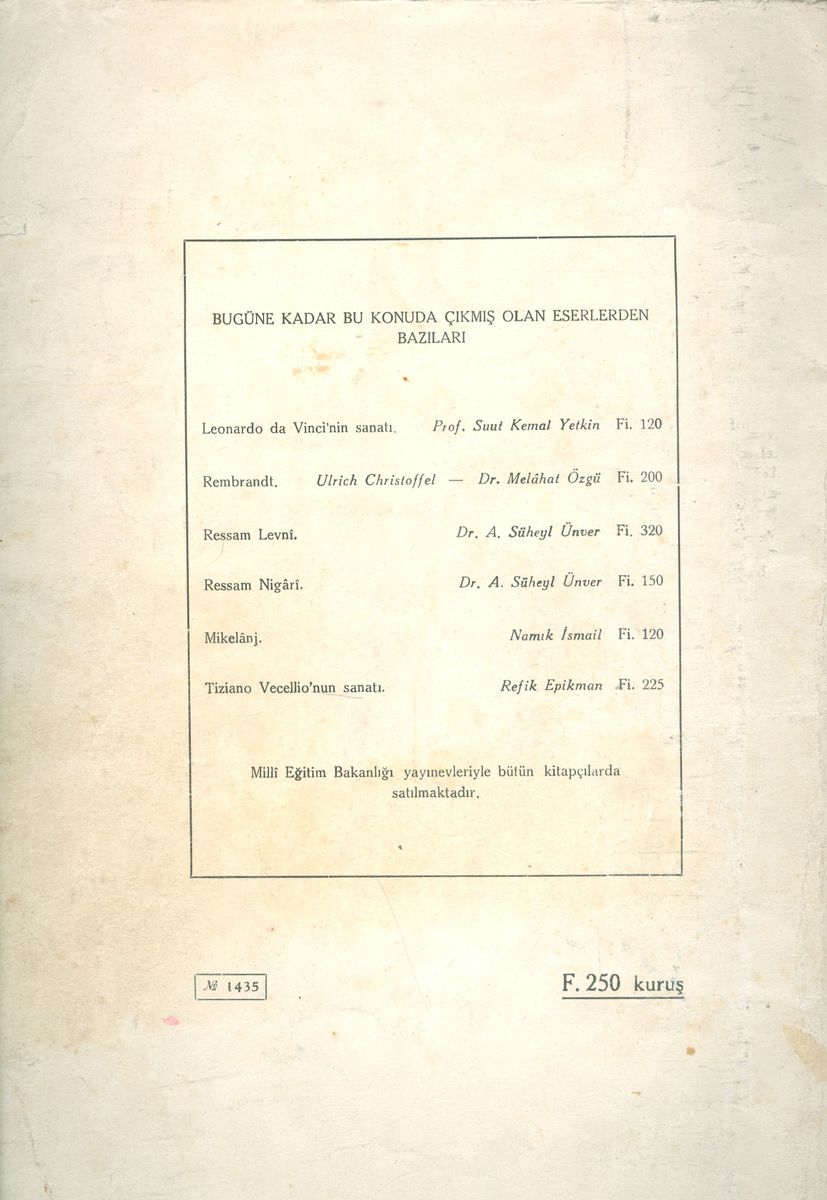 BUGÜNE KADAR BU KONUDA ÇIKMIŞ OLAN ESERLERDEN
BAZILARI
Leonardo da Vinci'nin sanatı. Prof. Suut Kemal Yetkin Fi. 120
Rembrandt. Ulrich Christoffel — Dr. Melâhat Özgü Fi. 200
Ressam Levnî. Dr. A. Süheyl Ünver Fi. 320
Ressam Nigârî. Dr. A. Süheyl Ünver Fi. 150
Mikelânj. Namık İsmail Fi. 120
Tiziano Vecellio'nun sanatı. Refik Epikman Fi. 225
Millî Eğitim Bakanlığı yayınevleriyle bütün kitapçılarda
satılmaktadır.
№ 1435 F. 250 kuruş